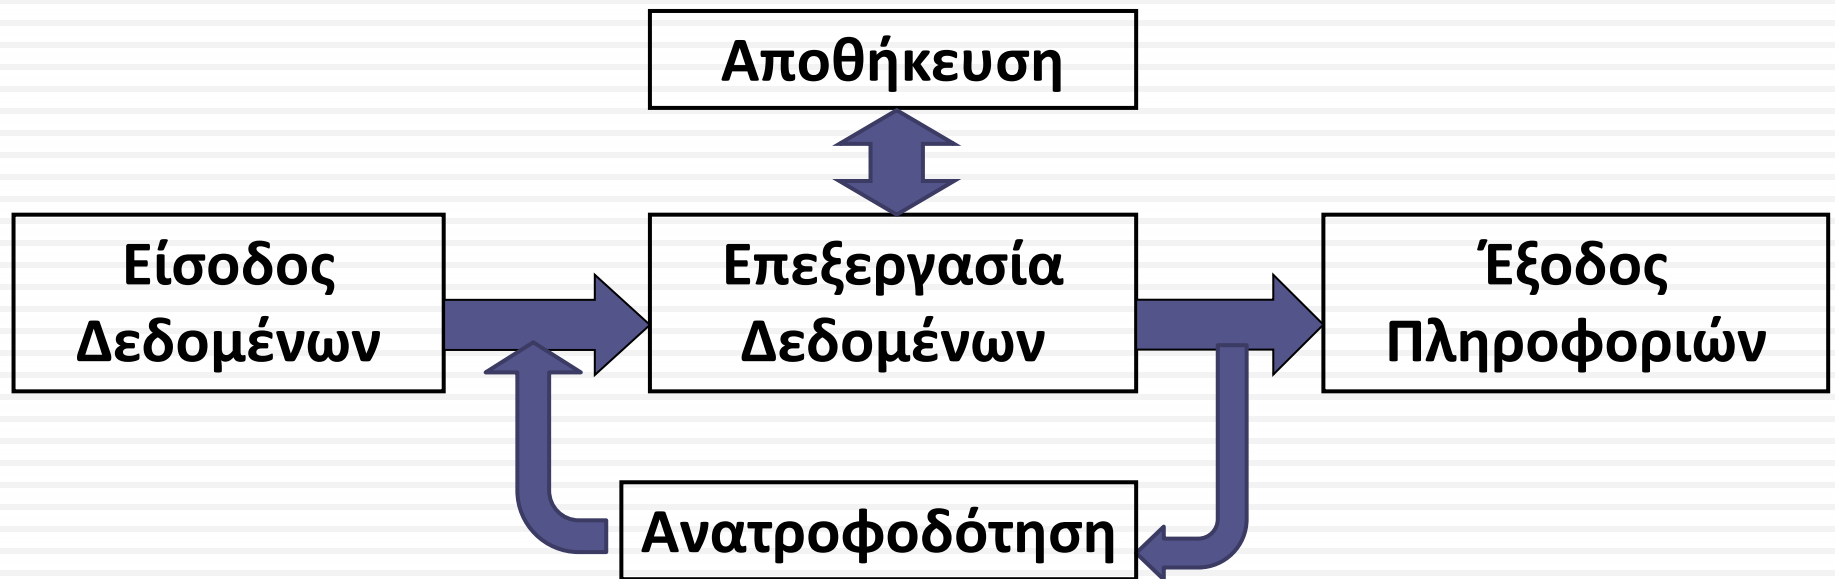 Αποθήκευση
Είσοδος
Δεδομένων
Επεξεργασία
Δεδομένων
Έξοδος
Πληροφοριών
Ανατροφοδότηση